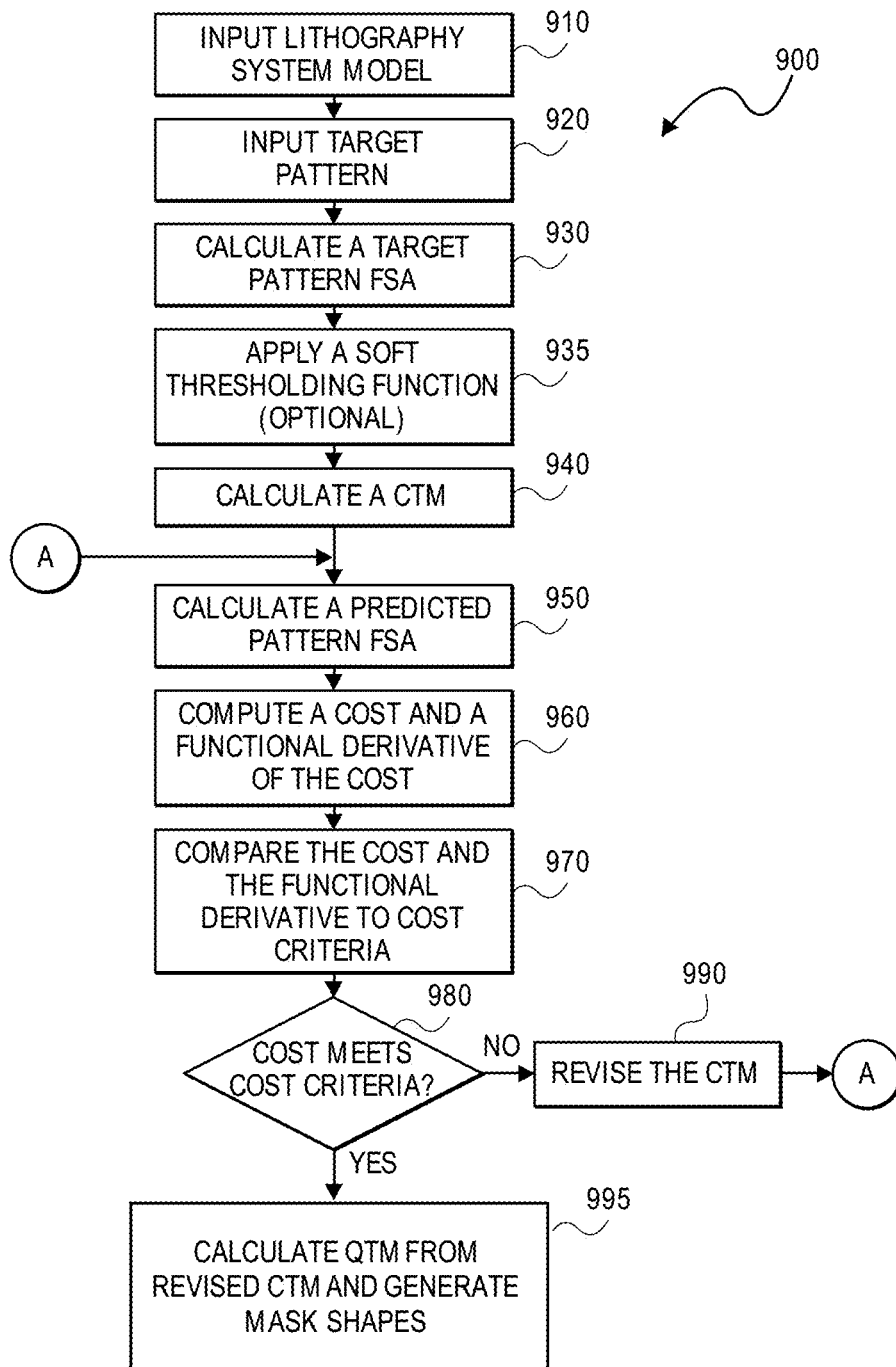 INPUT LITHOGRAPHY
SYSTEM MODEL
910
900
INPUT TARGET
PATTERN
920
CALCULATE A TARGET
PATTERN FSA
930
APPLY A SOFT
THRESHOLDING FUNCTION
(OPTIONAL)
935
CALCULATE A CTM
940
A
CALCULATE A PREDICTED
PATTERN FSA
950
COMPUTE A COST AND A
FUNCTIONAL DERIVATIVE
OF THE COST
960
COMPARE THE COST AND
THE FUNCTIONAL
DERIVATIVE TO COST
CRITERIA
970
COST MEETS
COST CRITERIA?
980
NO
REVISE THE CTM
990
A
YES
CALCULATE QTM FROM
REVISED CTM AND GENERATE
MASK SHAPES
995